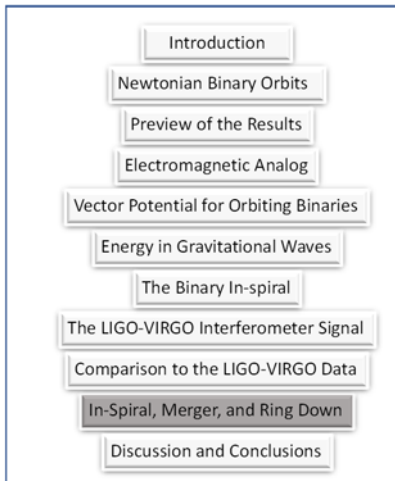 Introduction
Newtonian Binary Orbits
Preview of the Results
Electromagnetic Analog
Vector Potential for Orbiting Binaries
Energy in Gravitational Waves
The Binary In-spiral
The LIGO-VIRGO Interferometer Signal
Comparison to the LIGO-VIRGO Data
In-Spiral, Merger, and Ring Down
Discussion and Conclusions